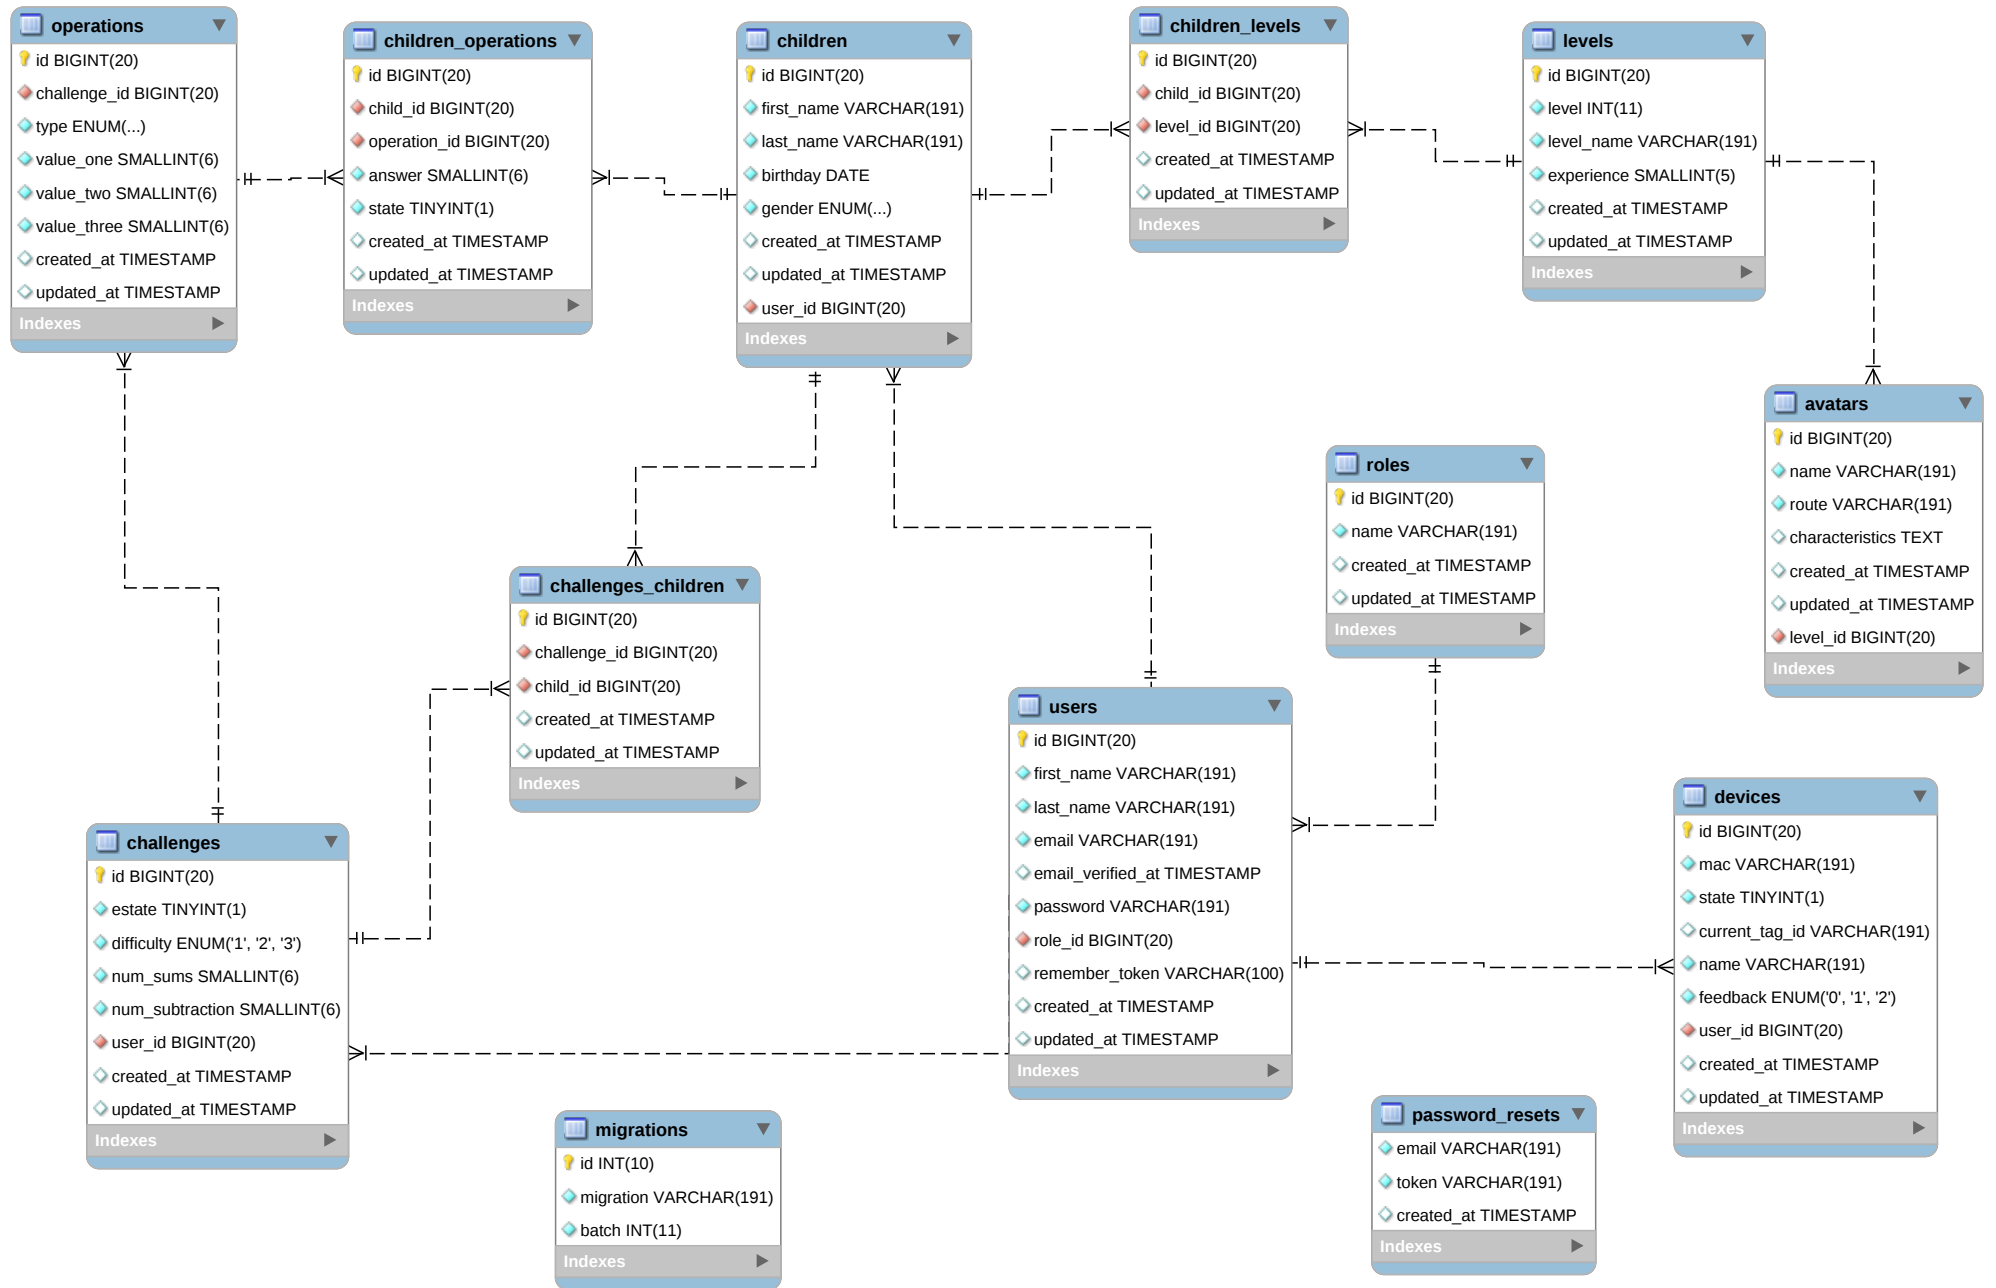 operations
id BIGINT(20)
challenge_id BIGINT(20)
type ENUM(...)
value_one SMALLINT(6)
value_two SMALLINT(6)
value_three SMALLINT(6)
created_at TIMESTAMP
updated_at TIMESTAMP
Indexes
children_operations
id BIGINT(20)
child_id BIGINT(20)
operation_id BIGINT(20)
answer SMALLINT(6)
state TINYINT(1)
created_at TIMESTAMP
updated_at TIMESTAMP
Indexes
children
id BIGINT(20)
first_name VARCHAR(191)
last_name VARCHAR(191)
birthday DATE
gender ENUM(...)
created_at TIMESTAMP
updated_at TIMESTAMP
user_id BIGINT(20)
Indexes
children_levels
id BIGINT(20)
child_id BIGINT(20)
level_id BIGINT(20)
created_at TIMESTAMP
updated_at TIMESTAMP
Indexes
levels
id BIGINT(20)
level INT(11)
level_name VARCHAR(191)
experience SMALLINT(5)
created_at TIMESTAMP
updated_at TIMESTAMP
Indexes
avatars
id BIGINT(20)
name VARCHAR(191)
route VARCHAR(191)
characteristics TEXT
created_at TIMESTAMP
updated_at TIMESTAMP
level_id BIGINT(20)
Indexes
roles
id BIGINT(20)
name VARCHAR(191)
created_at TIMESTAMP
updated_at TIMESTAMP
Indexes
challenges_children
id BIGINT(20)
challenge_id BIGINT(20)
child_id BIGINT(20)
created_at TIMESTAMP
updated_at TIMESTAMP
Indexes
users
id BIGINT(20)
first_name VARCHAR(191)
last_name VARCHAR(191)
email VARCHAR(191)
email_verified_at TIMESTAMP
password VARCHAR(191)
role_id BIGINT(20)
remember_token VARCHAR(100)
created_at TIMESTAMP
updated_at TIMESTAMP
Indexes
devices
id BIGINT(20)
mac VARCHAR(191)
state TINYINT(1)
current_tag_id VARCHAR(191)
name VARCHAR(191)
feedback ENUM('0', '1', '2')
user_id BIGINT(20)
created_at TIMESTAMP
updated_at TIMESTAMP
Indexes
challenges
id BIGINT(20)
estate TINYINT(1)
difficulty ENUM('1', '2', '3')
num_sums SMALLINT(6)
num_subtraction SMALLINT(6)
user_id BIGINT(20)
created_at TIMESTAMP
updated_at TIMESTAMP
Indexes
migrations
id INT(10)
migration VARCHAR(191)
batch INT(11)
Indexes
password_resets
email VARCHAR(191)
token VARCHAR(191)
created_at TIMESTAMP
Indexes